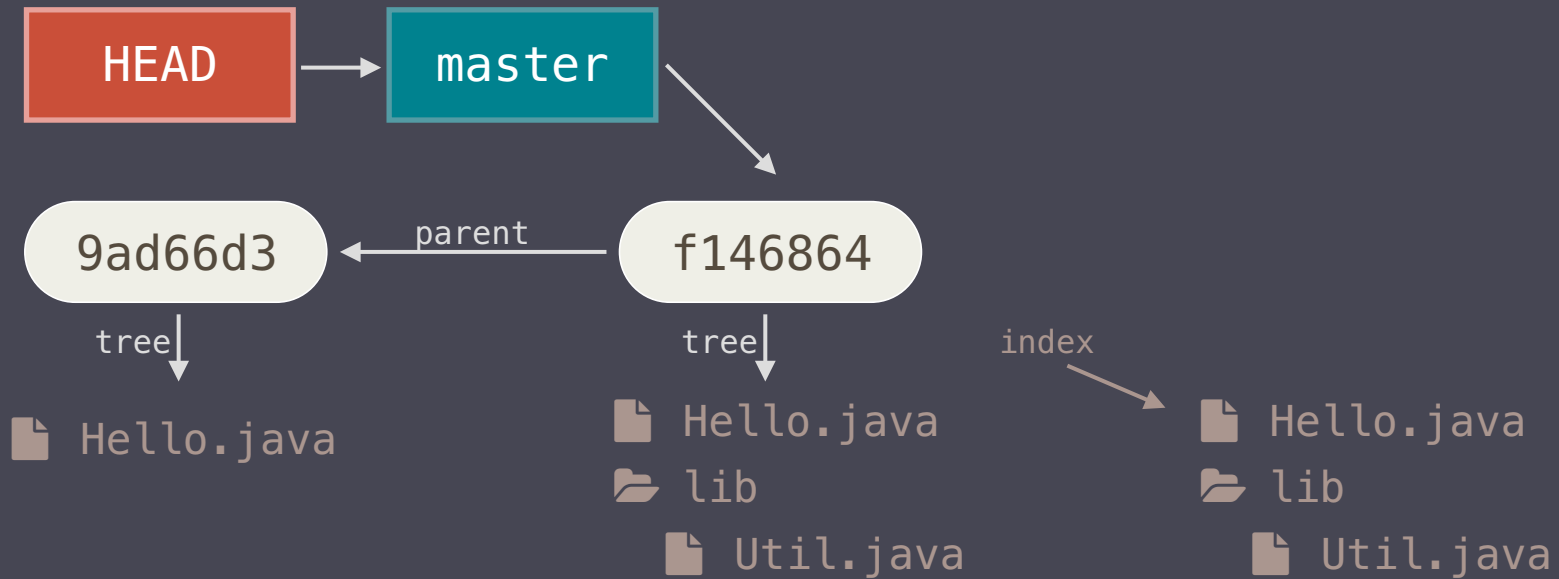 HEAD
master
9ad66d3
parent
f146864
tree
tree
index
Hello.java
Hello.java
lib
Util.java
Hello.java
lib
Util.java